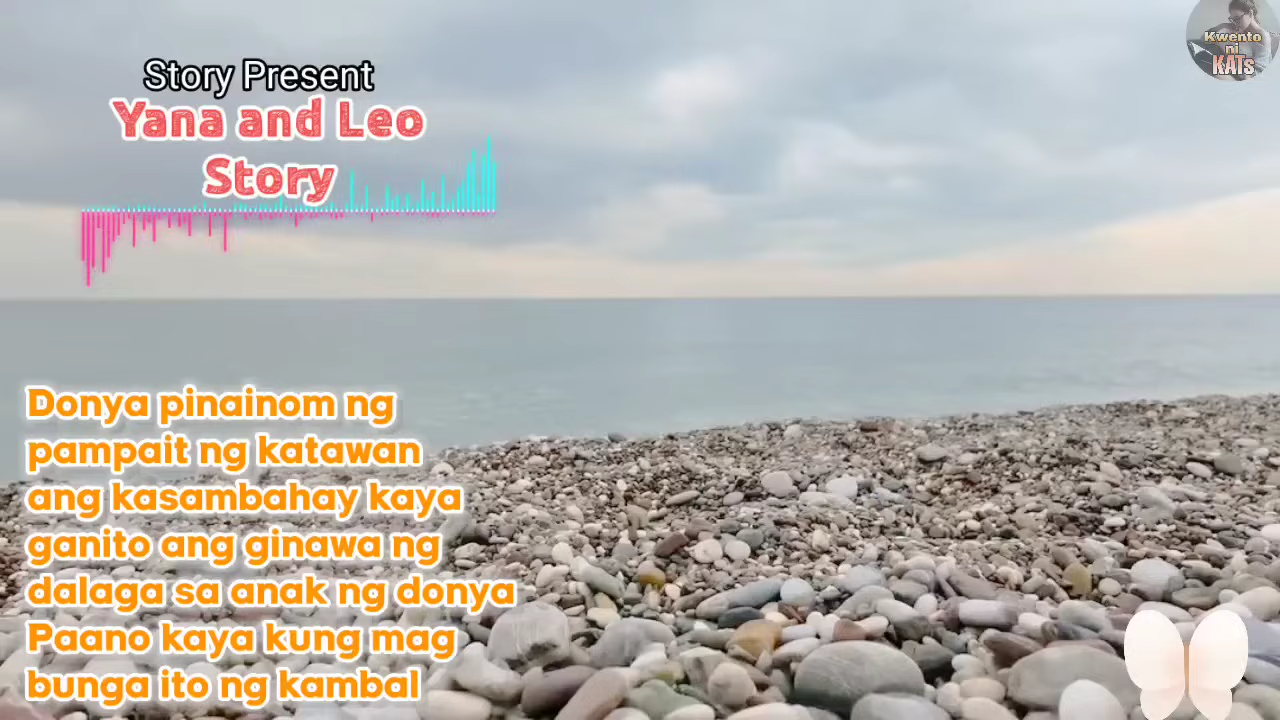 Story Present
Yana and Leo
Story
Kwento
ni
KATs
Donya pinainom ng
pampait ng katawan
ang kasambahay kaya
ganito ang ginawa ng
dalaga sa anak ng donya
Paano kaya kung mag
bunga ito ng kambal